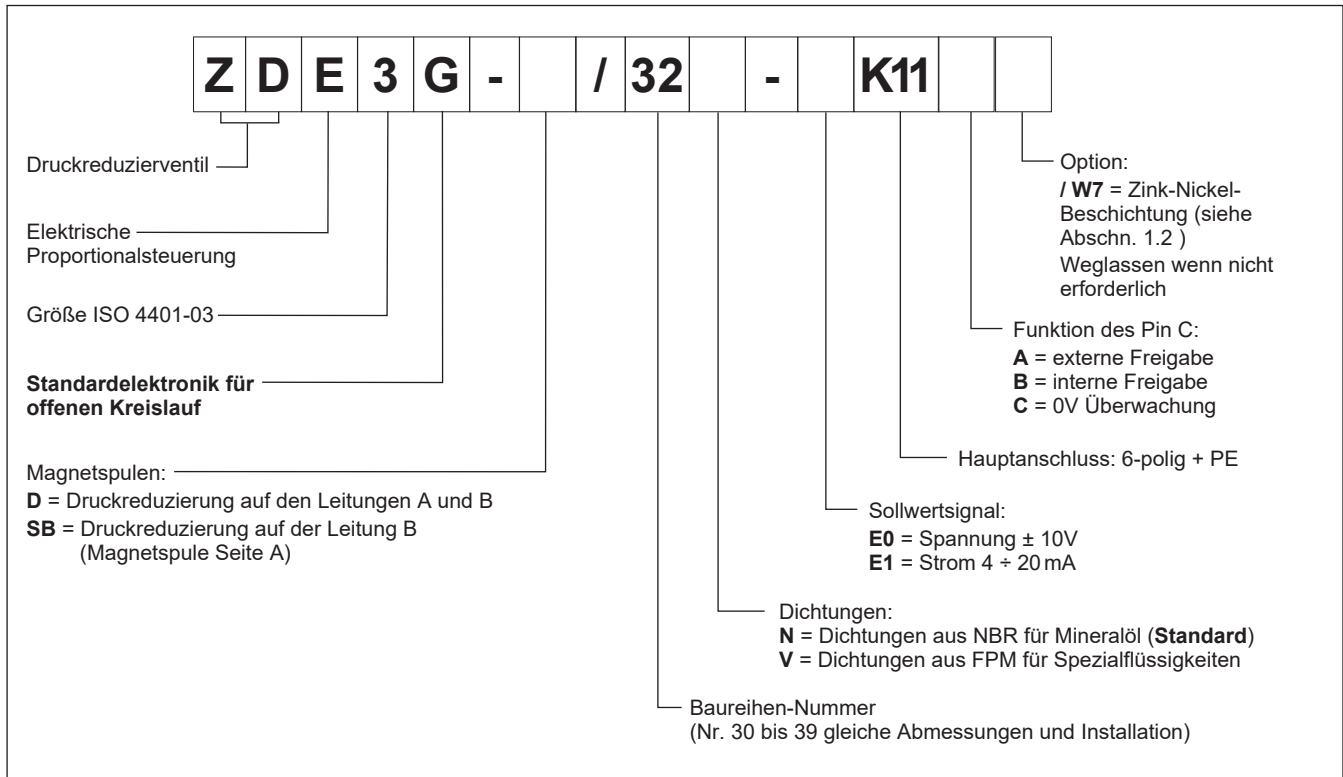 Z D E 3 G - / 32 - K11
Druckreduzierventil
Elektrische
Proportionalsteuerung
Größe ISO 4401-03
Standardelektronik für
offenen Kreislauf
Magnetspulen:
D = Druckreduzierung auf den Leitungen A und B
SB = Druckreduzierung auf der Leitung B
(Magnetspule Seite A)
Option:
/ W7 = Zink-Nickel-
Beschichtung (siehe
Abschn. 1.2 )
Weglassen wenn nicht
erforderlich
Funktion des Pin C:
A = externe Freigabe
B = interne Freigabe
C = 0V Überwachung
Hauptanschluss: 6-polig + PE
Sollwertsignal:
E0 = Spannung ± 10V
E1 = Strom 4 ÷ 20 mA
Dichtungen:
N = Dichtungen aus NBR für Mineralöl (Standard)
V = Dichtungen aus FPM für Spezialflüssigkeiten
Baureihen-Nummer
(Nr. 30 bis 39 gleiche Abmessungen und Installation)